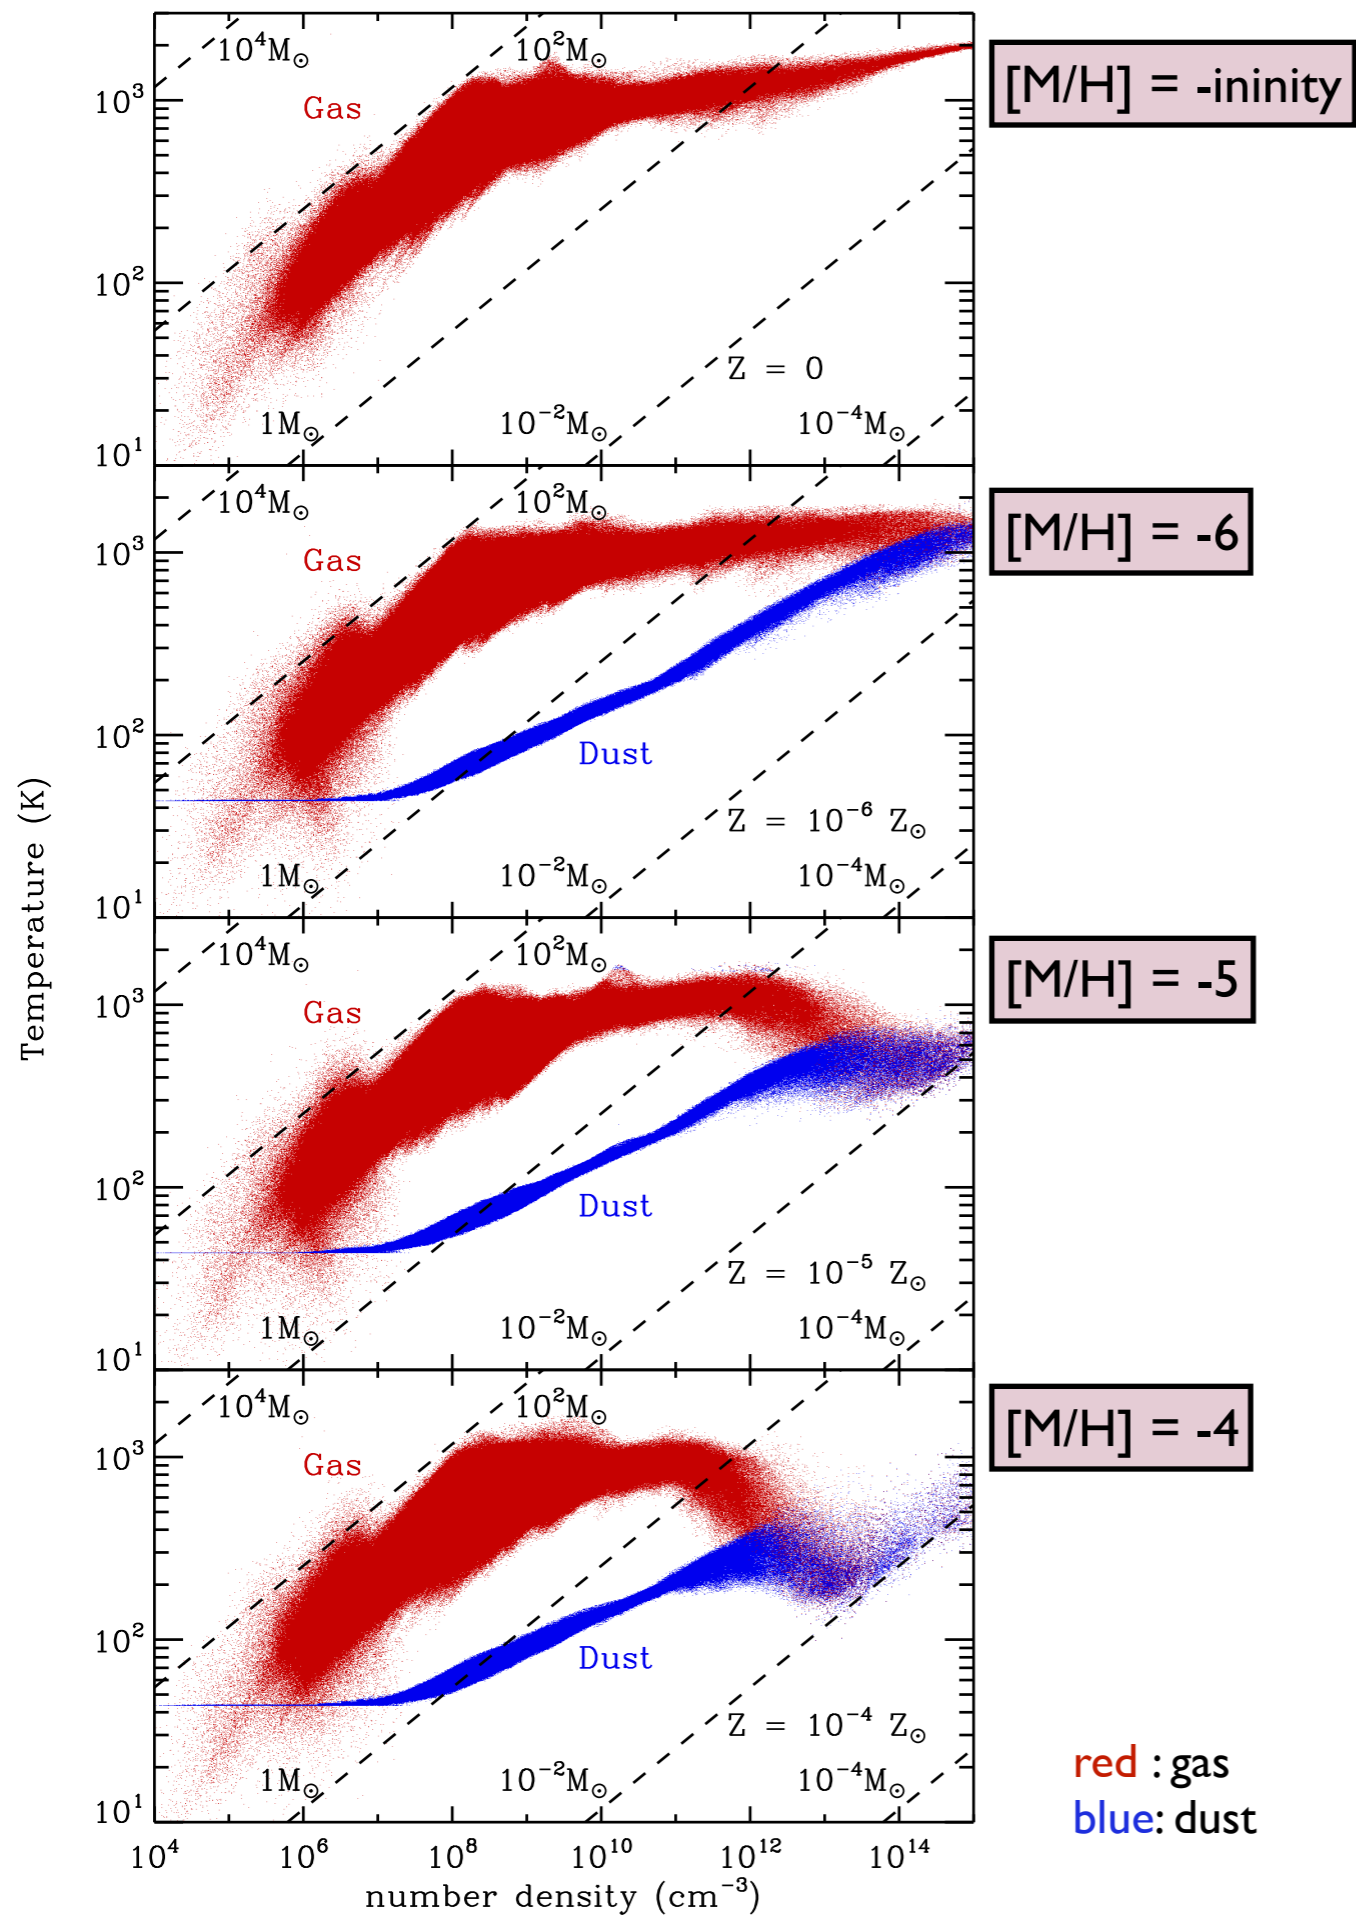 10⁴M⊙ 10²M⊙
[M/H] = -ininity
10³
Gas
10²
Z = 0
1M⊙ 10⁻²M⊙ 10⁻⁴M⊙
10¹
10⁴M⊙ 10²M⊙
[M/H] = -6
10³
Gas
10²
Dust
Z = 10⁻⁶ Z⊙
1M⊙ 10⁻²M⊙ 10⁻⁴M⊙
10¹
Temperature (K)
10⁴M⊙ 10²M⊙
[M/H] = -5
10³
Gas
10²
Dust
Z = 10⁻⁵ Z⊙
1M⊙ 10⁻²M⊙ 10⁻⁴M⊙
10¹
10⁴M⊙ 10²M⊙
[M/H] = -4
10³
Gas
10²
Dust
Z = 10⁻⁴ Z⊙
1M⊙ 10⁻²M⊙ 10⁻⁴M⊙
10¹
red : gas
blue: dust
10⁴ 10⁶ 10⁸ 10¹⁰ 10¹² 10¹⁴
number density (cm⁻³)